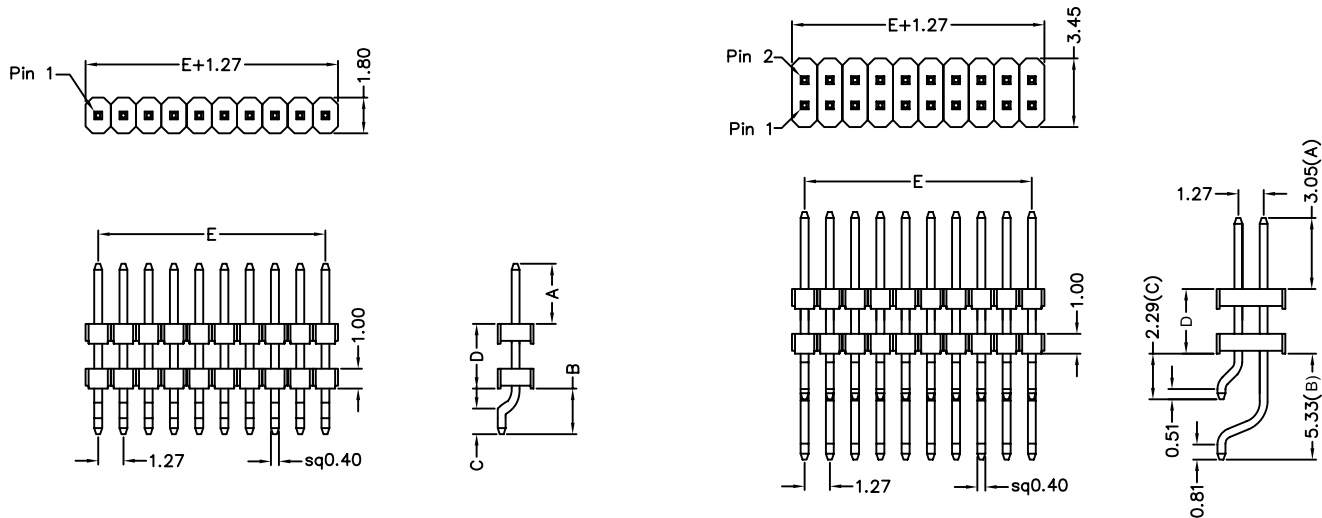 E+1.27
Pin 1
1.80
E
A
1.00
D
B
C
1.27
sq0.40
E+1.27
3.45
Pin 2
Pin 1
E
1.27
3.05(A)
1.00
2.29(C)
D
0.51
5.33(B)
1.27
sq0.40
0.81